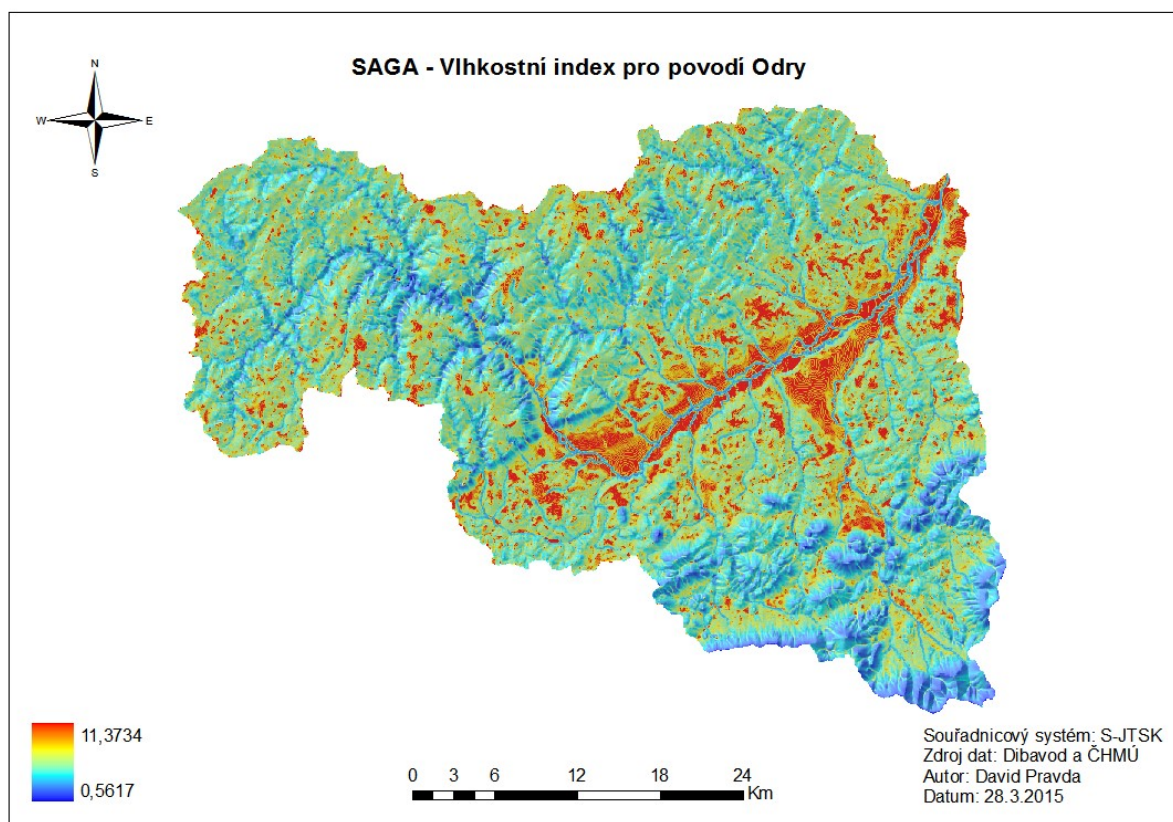 SAGA - Vlhkostní index pro povodí Odry
N
W E
S
11,3734
0,5617
0 3 6 12 18 24
Km
Souřadnicový systém: S-JTSK
Zdroj dat: Dibavod a ČHMÚ
Autor: David Pravda
Datum: 28.3.2015